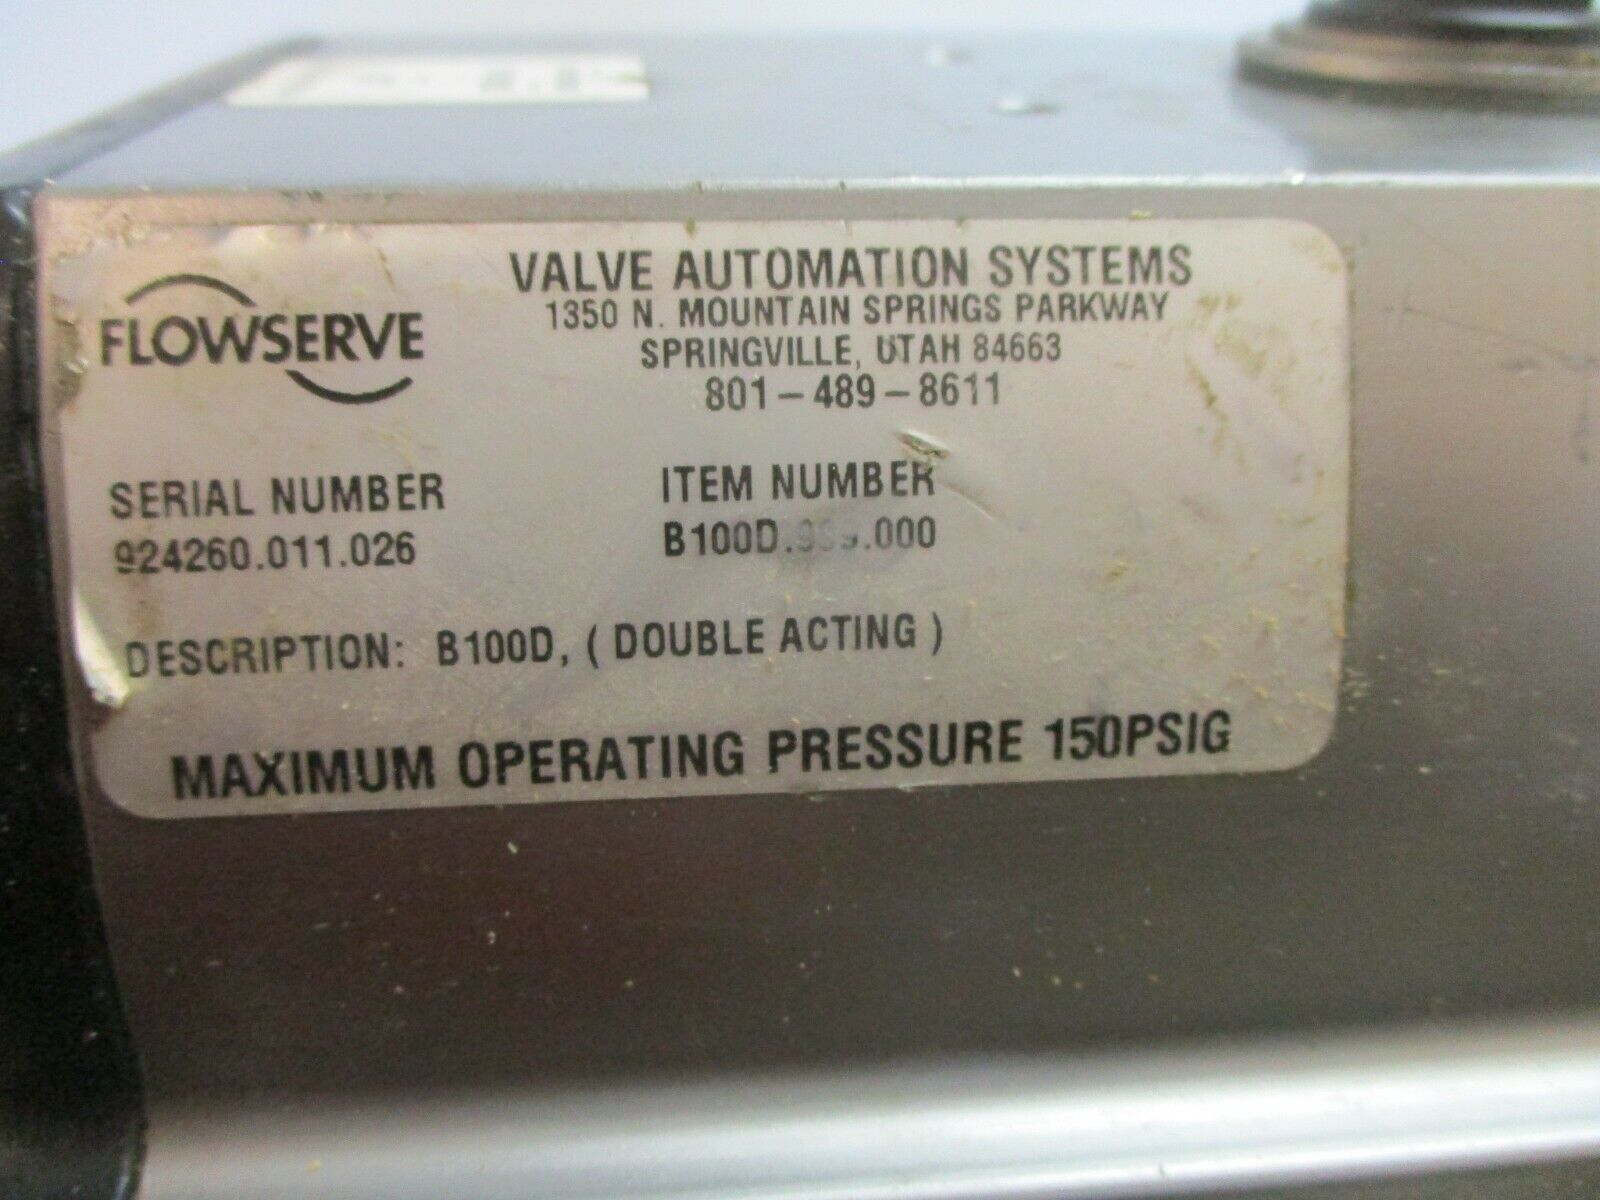 FLOWSERVE
VALVE AUTOMATION SYSTEMS
1350 N. MOUNTAIN SPRINGS PARKWAY
SPRINGVILLE, UTAH 84663
801-489-8611
SERIAL NUMBER
924260.011.026
ITEM NUMBER
DESCRIPTION: B100D, ( DOUBLE ACTING )
MAXIMUM OPERATING PRESSURE 150PSIG